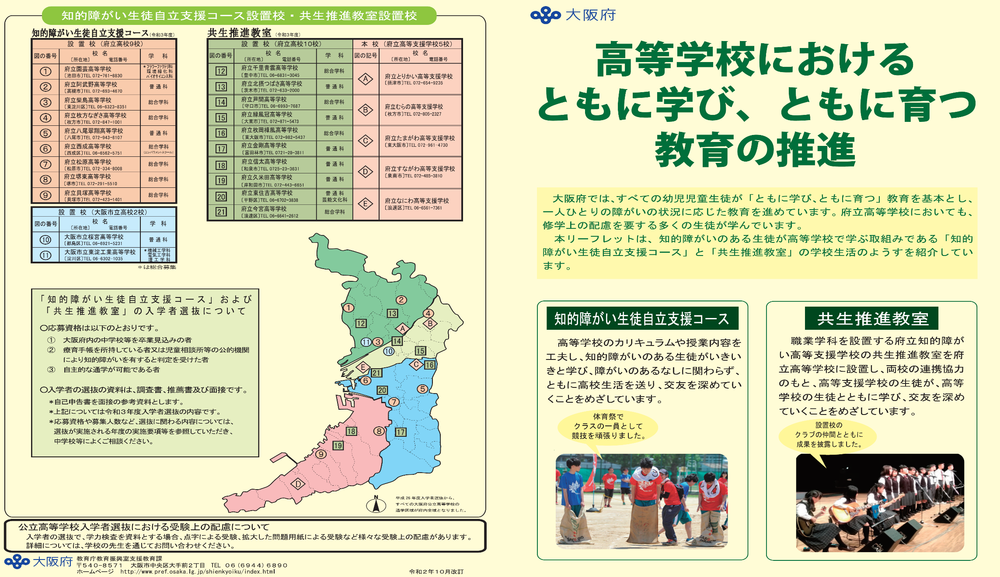 知的障がい生徒自立支援コース設置校・共生推進教室設置校
知的障がい生徒自立支援コース（令和3年度）
設 置 校（府立高校9校）
図の番号 校 名 学 科
〔所在地〕 電話番号
① 府立園芸高等学校 ＊フラワーファクトリ科 環境緑化科 バイオサイエンス科
〔池田市〕TEL 072-761-8830
② 府立阿武野高等学校 普通科
〔高槻市〕TEL 072-693-4670
③ 府立柴島高等学校 総合学科
〔東淀川区〕TEL 06-6323-8351
④ 府立枚方なぎさ高等学校 総合学科
〔枚方市〕TEL 072-847-1001
⑤ 府立八尾翠翔高等学校 普通科
〔八尾市〕TEL 072-943-8107
⑥ 府立西成高等学校 総合学科（エンパワメントスクール）
〔西成区〕TEL 06-6562-5751
⑦ 府立松原高等学校 総合学科
〔松原市〕TEL 072-334-8008
⑧ 府立堺東高等学校 総合学科
〔堺市〕TEL 072-291-5510
⑨ 府立貝塚高等学校 総合学科
〔貝塚市〕TEL 072-423-1401
設 置 校（大阪市立高校2校）
図の番号 校 名 学 科
〔所在地〕 電話番号
⑩ 大阪市立桜宮高等学校 普通科
〔都島区〕TEL 06-6921-5231
⑪ 大阪市立東淀工業高等学校 ＊機械工学科 電気工学科 理工学科
〔淀川区〕TEL 06-6302-1035
＊は総合募集
共生推進教室（令和3年度）
設 置 校（府立高校10校） 本 校（府立高等支援学校5校）
図の番号 校 名 学 科 図の記号 校 名
〔所在地〕 電話番号 〔所在地〕 電話番号
12 府立千里青雲高等学校 総合学科
〔豊中市〕TEL 06-6831-3045
13 府立北摂つばさ高等学校 普通科
〔茨木市〕TEL 072-633-2000
A 府立とりかい高等支援学校
〔摂津市〕TEL 072-654-9235
14 府立芦間高等学校 総合学科
〔守口市〕TEL 06-6993-7687
15 府立緑風冠高等学校 普通科
〔大東市〕TEL 072-871-5473
B 府立むらの高等支援学校
〔枚方市〕TEL 072-805-2327
16 府立枚岡樟風高等学校 総合学科
〔東大阪市〕TEL 072-982-5437
17 府立金剛高等学校 普通科
〔富田林市〕TEL 0721-28-3811
C 府立たまがわ高等支援学校
〔東大阪市〕TEL 072-961-4730
18 府立信太高等学校 普通科
〔和泉市〕TEL 0725-23-3631
19 府立久米田高等学校 普通科
〔岸和田市〕TEL 072-443-6651
D 府立すながわ高等支援学校
〔泉南市〕TEL 072-485-3810
20 府立東住吉高等学校 普通科 芸能文化科
〔平野区〕TEL 06-6702-3838
21 府立今宮高等学校 総合学科
〔浪速区〕TEL 06-6641-2612
E 府立なにわ高等支援学校
〔浪速区〕TEL 06-6561-7361
「知的障がい生徒自立支援コース」および
「共生推進教室」の入学者選抜について
〇応募資格は以下のとおりです。
① 大阪府内の中学校等を卒業見込みの者
② 療育手帳を所持している者又は児童相談所等の公的機関
により知的障がいを有すると判定を受けた者
③ 自主的な通学が可能である者
〇入学者の選抜の資料は、調査書、推薦書及び面接です。
＊自己申告書を面接の参考資料とします。
＊上記については令和3年度入学者選抜の内容です。
＊応募資格や募集人数など、選抜に関わる内容については、
選抜が実施される年度の実施要項等を参照していただき、
中学校等によくご相談ください。
① ② 13 ④ B
12 A
⑪ ③ 14
⑩ 15
E 21 C 16
⑥ 20 ⑤
⑦
18 ⑧ 17
19
⑨
D
N
平成26年度入学者選抜から、
すべての大阪府公立高等学校の
通学区域が府内全域となりました。
公立高等学校入学者選抜における受験上の配慮について
入学者の選抜で、学力検査を資料とする場合、点字による受験、拡大した問題用紙による受験など様々な受験上の配慮があります。
詳細については、学校の先生を通じてお問い合わせください。
大阪府
教育庁教育振興室支援教育課
〒540-8571 大阪市中央区大手前2丁目 TEL 06(6944)6890
ホームページ http://www.pref.osaka.lg.jp/shienkyoiku/index.html
令和2年10月改訂
大阪府
高等学校における
ともに学び、ともに育つ
教育の推進
大阪府では、すべての幼児児童生徒が「ともに学び、ともに育つ」教育を基本とし、
一人ひとりの障がいの状況に応じた教育を進めています。府立高等学校においても、
修学上の配慮を要する多くの生徒が学んでいます。
本リーフレットは、知的障がいのある生徒が高等学校で学ぶ取組みである「知的
障がい生徒自立支援コース」と「共生推進教室」の学校生活のようすを紹介してい
ます。
知的障がい生徒自立支援コース
高等学校のカリキュラムや授業内容を
工夫し、知的障がいのある生徒がいきい
きと学び、障がいのあるなしに関わらず、
ともに高校生活を送り、交友を深めてい
くことをめざしています。
体育祭で
クラスの一員として
競技を頑張りました。
共生推進教室
職業学科を設置する府立知的障が
い高等支援学校の共生推進教室を府
立高等学校に設置し、両校の連携協力
のもと、高等支援学校の生徒が、高等
学校の生徒とともに学び、交友を深め
ていくことをめざしています。
設置校の
クラブの仲間とともに
成果を披露しました。